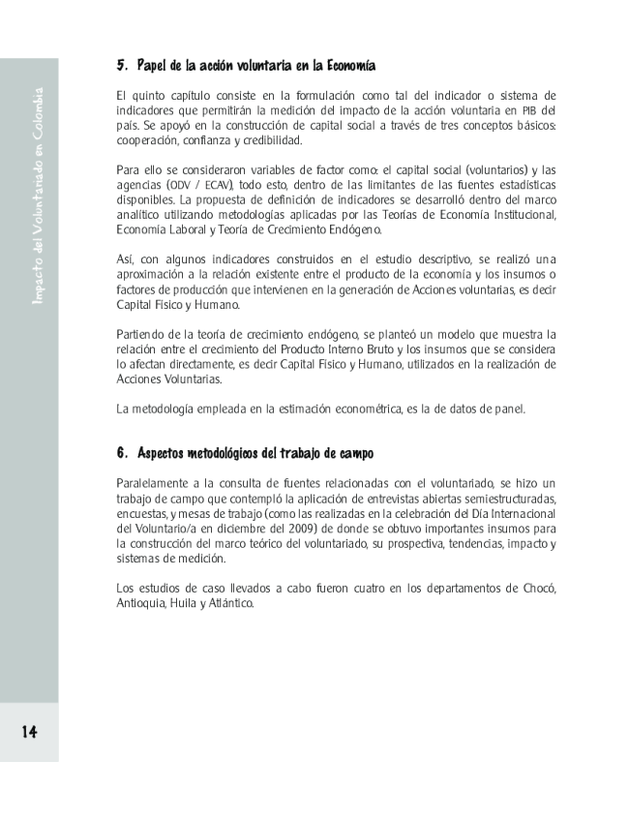 Impacto del Voluntariado en Colombia
5. Papel de la acción voluntaria en la Economía
El quinto capítulo consiste en la formulación como tal del indicador o sistema de
indicadores que permitirán la medición del impacto de la acción voluntaria en PIB del
país. Se apoyó en la construcción de capital social a través de tres conceptos básicos:
cooperación, confianza y credibilidad.
Para ello se consideraron variables de factor como: el capital social (voluntarios) y las
agencias (ODV / ECAV), todo esto, dentro de las limitantes de las fuentes estadísticas
disponibles. La propuesta de definición de indicadores se desarrolló dentro del marco
analítico utilizando metodologías aplicadas por las Teorías de Economía Institucional,
Economía Laboral y Teoría de Crecimiento Endógeno.
Así, con algunos indicadores construidos en el estudio descriptivo, se realizó una
aproximación a la relación existente entre el producto de la economía y los insumos o
factores de producción que intervienen en la generación de Acciones voluntarias, es decir
Capital Físico y Humano.
Partiendo de la teoría de crecimiento endógeno, se planteó un modelo que muestra la
relación entre el crecimiento del Producto Interno Bruto y los insumos que se considera
lo afectan directamente, es decir Capital Físico y Humano, utilizados en la realización de
Acciones Voluntarias.
La metodología empleada en la estimación econométrica, es la de datos de panel.
6. Aspectos metodológicos del trabajo de campo
Paralelamente a la consulta de fuentes relacionadas con el voluntariado, se hizo un
trabajo de campo que contempló la aplicación de entrevistas abiertas semiestructuradas,
encuestas, y mesas de trabajo (como las realizadas en la celebración del Día Internacional
del Voluntario/a en diciembre del 2009) de donde se obtuvo importantes insumos para
la construcción del marco teórico del voluntariado, su prospectiva, tendencias, impacto y
sistemas de medición.
Los estudios de caso llevados a cabo fueron cuatro en los departamentos de Chocó,
Antioquia, Huila y Atlántico.
14